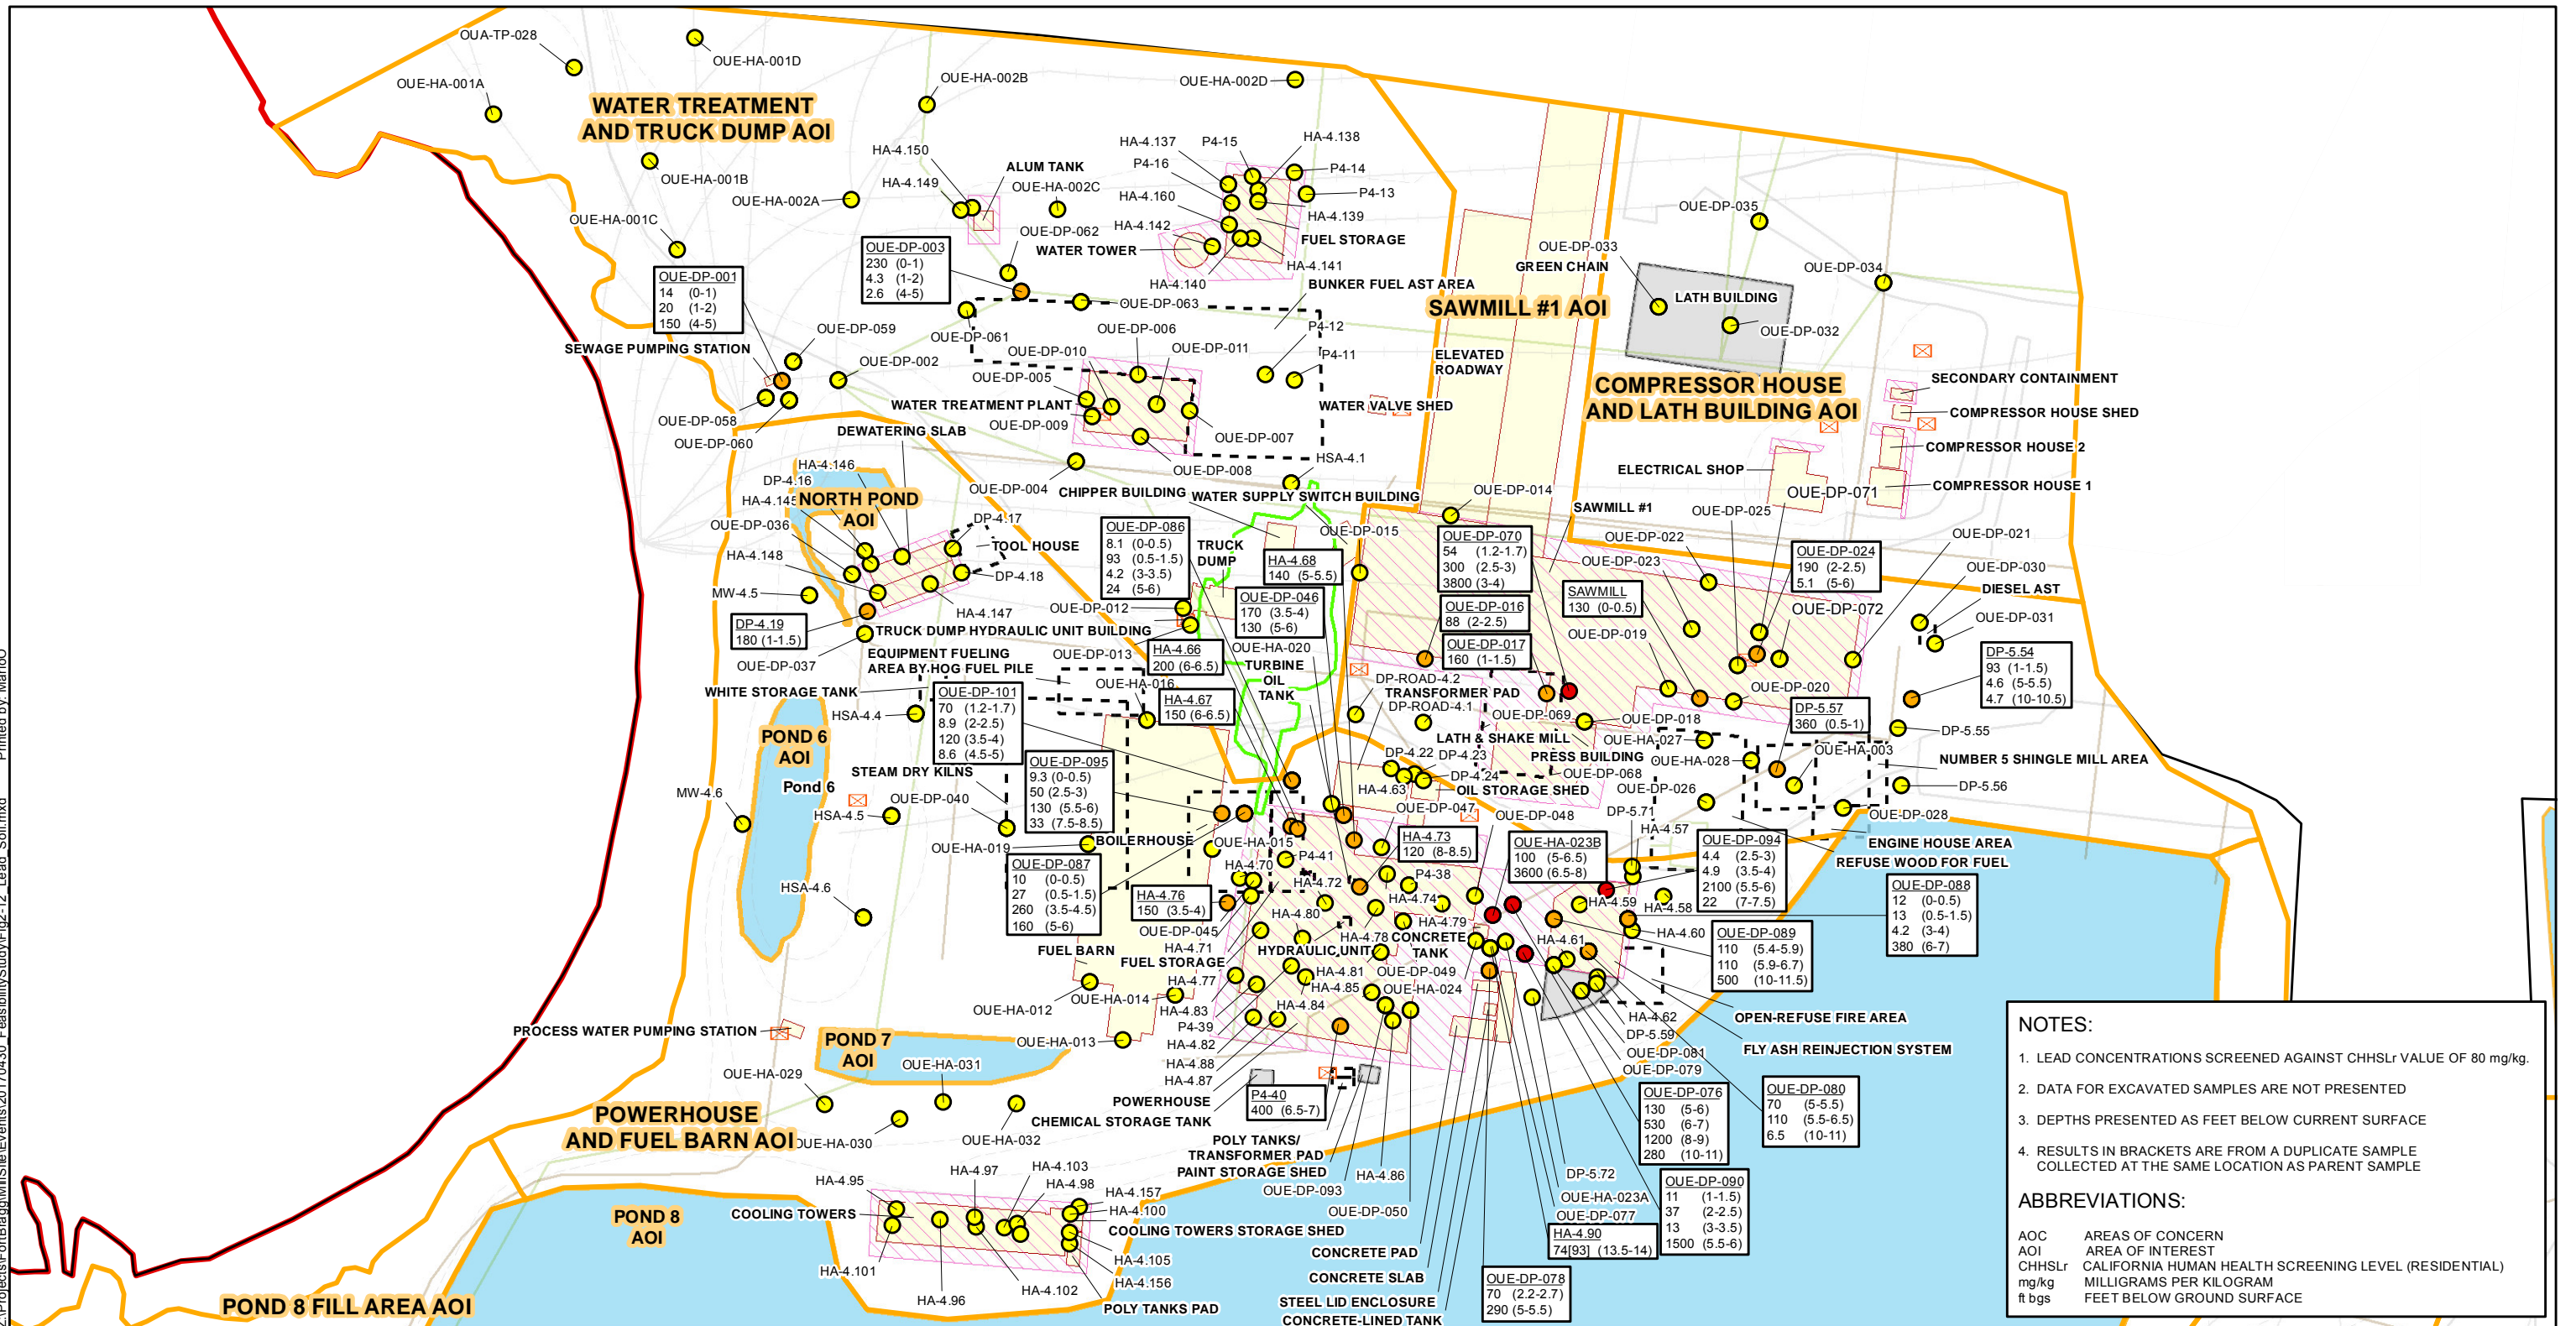 OUA-TP-028
OUE-HA-001D
OUE-HA-001A
OUE-HA-002B
OUE-HA-002D
WATER TREATMENT
AND TRUCK DUMP AOI
OUE-HA-001B
HA-4.150
HA-4.149
ALUM TANK
OUE-HA-002C
OUE-HA-002A
OUE-HA-001C
HA-4.137
P4-15
HA-4.138
P4-16
P4-14
P4-13
HA-4.160
HA-4.139
HA-4.142
FUEL STORAGE
WATER TOWER
HA-4.141
HA-4.140
OUE-DP-062
OUE-DP-003
230 (0-1)
4.3 (1-2)
2.6 (4-5)
OUE-DP-001
14 (0-1)
20 (1-2)
150 (4-5)
BUNKER FUEL AST AREA
OUE-DP-063
OUE-DP-061
OUE-DP-059
SEWAGE PUMPING STATION
OUE-DP-002
OUE-DP-058
OUE-DP-060
OUE-DP-006
OUE-DP-010
OUE-DP-011
OUE-DP-005
P4-12
P4-11
WATER TREATMENT PLANT
OUE-DP-009
OUE-DP-007
OUE-DP-008
OUE-DP-004
WATER VALVE SHED
HSA-4.1
SAWMILL #1 AOI
ELEVATED
ROADWAY
OUE-DP-035
OUE-DP-033
GREEN CHAIN
OUE-DP-034
LATH BUILDING
OUE-DP-032
COMPRESSOR HOUSE
AND LATH BUILDING AOI
SECONDARY CONTAINMENT
COMPRESSOR HOUSE SHED
COMPRESSOR HOUSE 2
ELECTRICAL SHOP
COMPRESSOR HOUSE 1
OUE-DP-071
DEWATERING SLAB
HA-4.146
DP-4.16
HA-4.145
NORTH POND
AOI
OUE-DP-036
HA-4.148
MW-4.5
DP-4.17
TOOL HOUSE
DP-4.18
HA-4.147
DP-4.19
180 (1-1.5)
OUE-DP-037
CHIPPER BUILDING
WATER SUPPLY SWITCH BUILDING
OUE-DP-014
SAWMILL #1
OUE-DP-015
OUE-DP-086
8.1 (0-0.5)
93 (0.5-1.5)
4.2 (3-3.5)
24 (5-6)
TRUCK
DUMP
HA-4.68
140 (5-5.5)
OUE-DP-046
170 (3.5-4)
130 (5-6)
OUE-DP-012
TRUCK DUMP HYDRAULIC UNIT BUILDING
OUE-DP-070
54 (1.2-1.7)
300 (2.5-3)
3800 (3-4)
OUE-DP-016
88 (2-2.5)
OUE-DP-017
160 (1-1.5)
SAWMILL
130 (0-0.5)
OUE-DP-022
OUE-DP-023
OUE-DP-025
OUE-DP-024
190 (2-2.5)
5.1 (5-6)
OUE-DP-072
OUE-DP-021
OUE-DP-030
DIESEL AST
OUE-DP-031
OUE-DP-019
OUE-DP-020
DP-5.54
93 (1-1.5)
4.6 (5-5.5)
4.7 (10-10.5)
DP-5.57
360 (0.5-1)
DP-5.55
NUMBER 5 SHINGLE MILL AREA
DP-5.56
OUE-DP-028
ENGINE HOUSE AREA
REFUSE WOOD FOR FUEL
EQUIPMENT FUELING
AREA BY HOG FUEL PILE
OUE-DP-013
HA-4.66
200 (6-6.5)
OUE-HA-020
TURBINE
OIL
TANK
OUE-HA-016
HA-4.67
150 (6-6.5)
WHITE STORAGE TANK
HSA-4.4
OUE-DP-101
70 (1.2-1.7)
8.9 (2-2.5)
120 (3.5-4)
8.6 (4.5-5)
DP-ROAD-4.2
TRANSFORMER PAD
DP-ROAD-4.1
OUE-DP-069
OUE-DP-018
LATH & SHAKE MILL
PRESS BUILDING
OUE-DP-068
OUE-HA-027
OUE-HA-028
OUE-HA-003
OUE-DP-026
DP-5.71
HA-4.57
DP-4.22
DP-4.23
DP-4.24
OIL STORAGE SHED
HA-4.63
OUE-DP-047
OUE-DP-048
POND 6
AOI
Pond 6
MW-4.6
STEAM DRY KILNS
OUE-DP-040
HSA-4.5
OUE-DP-095
9.3 (0-0.5)
50 (2.5-3)
130 (5.5-6)
33 (7.5-8.5)
OUE-HA-019
BOILERHOUSE
OUE-HA-015
P4-41
HA-4.70
HA-4.72
HA-4.73
120 (8-8.5)
P4-38
HA-4.74
OUE-HA-023B
100 (5-6.5)
3600 (6.5-8)
OUE-DP-094
4.4 (2.5-3)
4.9 (3.5-4)
2100 (5.5-6)
22 (7-7.5)
OUE-DP-088
12 (0-0.5)
13 (0.5-1.5)
4.2 (3-4)
380 (6-7)
OUE-DP-087
10 (0-0.5)
27 (0.5-1.5)
260 (3.5-4.5)
160 (5-6)
HA-4.76
150 (3.5-4)
HSA-4.6
HA-4.80
HA-4.79
HA-4.59
HA-4.58
HA-4.60
OUE-DP-045
HA-4.71
FUEL STORAGE
HA-4.77
HA-4.78
HYDRAULIC UNIT
CONCRETE
TANK
HA-4.61
OUE-DP-089
110 (5.4-5.9)
110 (5.9-6.7)
500 (10-11.5)
FUEL BARN
HA-4.81
HA-4.85
OUE-DP-049
OUE-HA-024
OUE-HA-012
OUE-HA-014
HA-4.83
HA-4.84
P4-39
HA-4.82
HA-4.88
HA-4.87
HA-4.62
DP-5.59
OUE-DP-081
OUE-DP-079
OPEN-REFUSE FIRE AREA
FLY ASH REINJECTION SYSTEM
PROCESS WATER PUMPING STATION
POND 7
AOI
OUE-HA-013
OUE-HA-029
OUE-HA-031
OUE-HA-030
OUE-HA-032
POWERHOUSE
AND FUEL BARN AOI
POWERHOUSE
CHEMICAL STORAGE TANK
P4-40
400 (6.5-7)
POLY TANKS/
TRANSFORMER PAD
PAINT STORAGE SHED
OUE-DP-093
HA-4.86
OUE-DP-050
OUE-DP-076
130 (5-6)
530 (6-7)
1200 (8-9)
280 (10-11)
OUE-DP-080
70 (5-5.5)
110 (5.5-6.5)
6.5 (10-11)
DP-5.72
OUE-HA-023A
OUE-DP-077
HA-4.90
74[93] (13.5-14)
OUE-DP-090
11 (1-1.5)
37 (2-2.5)
13 (3-3.5)
1500 (5.5-6)
OUE-DP-078
70 (2.2-2.7)
290 (5-5.5)
CONCRETE PAD
CONCRETE SLAB
STEEL LID ENCLOSURE
CONCRETE-LINED TANK
HA-4.95
HA-4.97
HA-4.103
HA-4.98
HA-4.157
HA-4.100
COOLING TOWERS
COOLING TOWERS STORAGE SHED
HA-4.105
HA-4.156
HA-4.101
HA-4.96
HA-4.102
POLY TANKS PAD
POND 8
AOI
POND 8 FILL AREA AOI
NOTES:
1. LEAD CONCENTRATIONS SCREENED AGAINST CHHSLr VALUE OF 80 mg/kg.
2. DATA FOR EXCAVATED SAMPLES ARE NOT PRESENTED
3. DEPTHS PRESENTED AS FEET BELOW CURRENT SURFACE
4. RESULTS IN BRACKETS ARE FROM A DUPLICATE SAMPLE
COLLECTED AT THE SAME LOCATION AS PARENT SAMPLE
ABBREVIATIONS:
AOC AREAS OF CONCERN
AOI AREA OF INTEREST
CHHSLr CALIFORNIA HUMAN HEALTH SCREENING LEVEL (RESIDENTIAL)
mg/kg MILLIGRAMS PER KILOGRAM
ft bgs FEET BELOW GROUND SURFACE
Printed By: MarioO